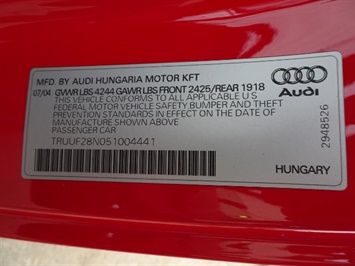 MFD. BY AUDI HUNGARIA MOTOR KFT
07/04 GVWR LBS 4244 GAWR LBS FRONT 2425/REAR 1918
THIS VEHICLE CONFORMS TO ALL APPLICABLE U.S
FEDERAL MOTOR VEHICLE SAFETY, BUMPER AND THEFT
PREVENTION STANDARDS IN EFFECT ON THE DATE
OF MANUFACTURE SHOWN ABOVE
PASSENGER CAR
TRUUF28N051004441
Audi
2948526
HUNGARY